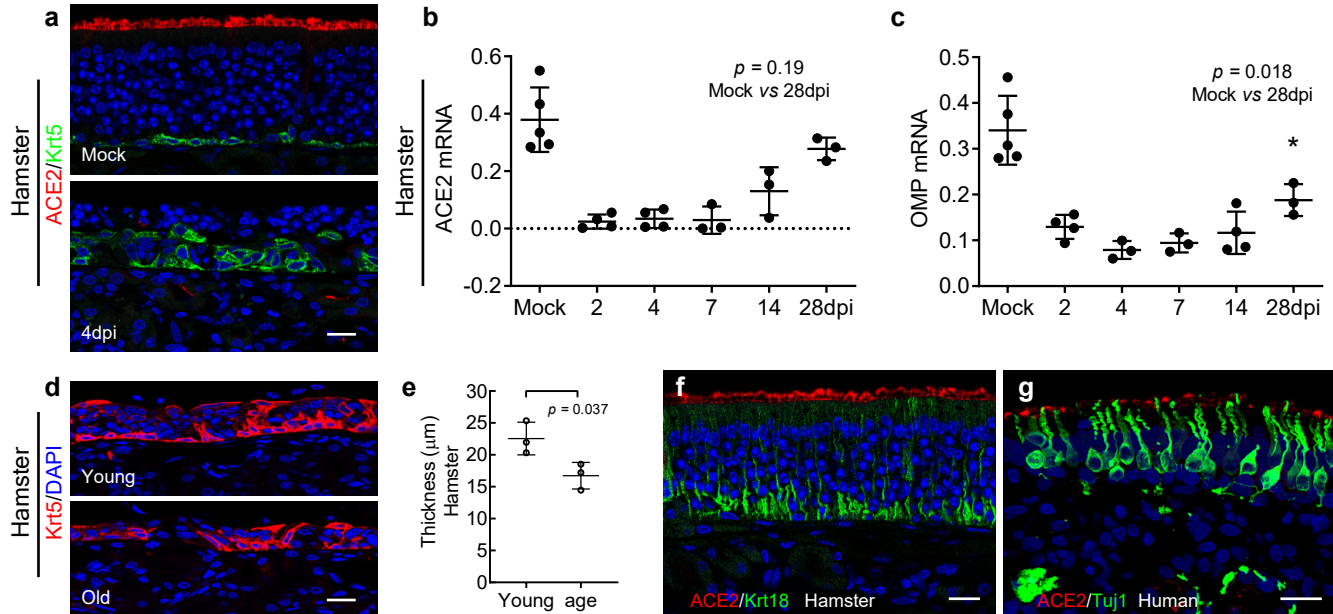 a
Hamster
ACE2/Krt5
Mock
4dpi
b
Hamster
ACE2 mRNA
0.6
0.4
0.2
0.0
-0.2
p = 0.19
Mock vs 28dpi
Mock 2 4 7 14 28dpi
c
OMP mRNA
0.5
0.4
0.3
0.2
0.1
0.0
p = 0.018
Mock vs 28dpi
*
Mock 2 4 7 14 28dpi
d
Hamster
Krt5/DAPI
Young
Old
e
Thickness (μm)
Hamster
30
25
20
15
10
5
0
p = 0.037
Young age
f
ACE2/Krt18 Hamster
g
ACE2/Tuj1 Human